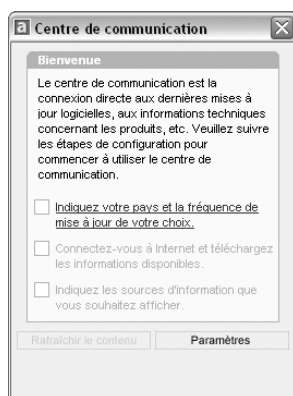 a Centre de communication
Bienvenue
Le centre de communication est la
connexion directe aux dernières mises à
jour logicielles, aux informations techniques
concernant les produits, etc. Veuillez suivre
les étapes de configuration pour
commencer à utiliser le centre de
communication.
Indiquez votre pays et la fréquence de
mise à jour de votre choix.
Connectez-vous à Internet et téléchargez
les informations disponibles.
Indiquez les sources d'information que
vous souhaitez afficher.
Rafraîchir le contenu Paramètres